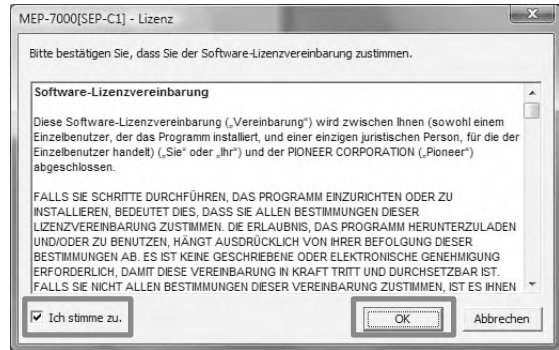 MEP-7000[SEP-C1] - Lizenz
Bitte bestätigen Sie, dass Sie der Software-Lizenzvereinbarung zustimmen.
Software-Lizenzvereinbarung
Diese Software-Lizenzvereinbarung („Vereinbarung“) wird zwischen Ihnen (sowohl einem
Einzelbenutzer, der das Programm installiert, und einer einzigen juristischen Person, für die der
Einzelbenutzer handelt) („Sie“ oder „Ihr“) und der PIONEER CORPORATION („Pioneer“)
abgeschlossen.
FALLS SIE SCHRITTE DURCHFÜHREN, DAS PROGRAMM EINZURICHTEN ODER ZU
INSTALLIEREN, BEDEUTET DIES, DASS SIE ALLEN BESTIMMUNGEN DIESER
LIZENZVEREINBARUNG ZUSTIMMEN. DIE ERLAUBNIS, DAS PROGRAMM HERUNTERZULADEN
UND/ODER ZU BENUTZEN, HÄNGT AUSDRÜCKLICH VON IHRER BEFOLGUNG DIESER
BESTIMMUNGEN AB. ES IST KEINE GESCHRIEBENE ODER ELEKTRONISCHE GENEHMIGUNG
ERFORDERLICH, DAMIT DIESE VEREINBARUNG IN KRAFT TRITT UND DURCHSETZBAR IST.
FALLS SIE NICHT ALLEN BESTIMMUNGEN DIESER VEREINBARUNG ZUSTIMMEN, IST ES IHNEN
Ich stimme zu.
OK
Abbrechen